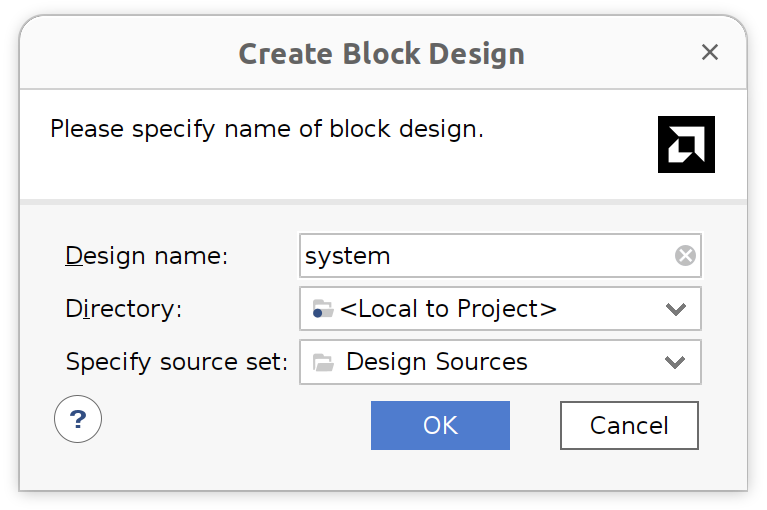 Create Block Design
Please specify name of block design.
Design name: system
Directory: <Local to Project>
Specify source set: Design Sources
? OK Cancel